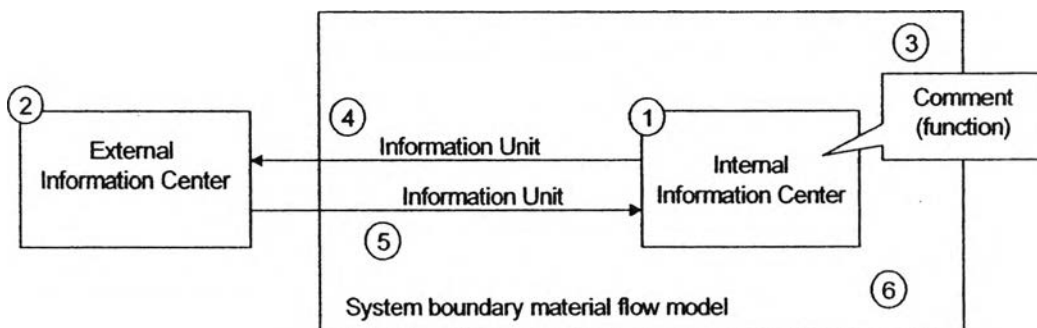 3
Comment
(function)
2
External
Information Center
4
Information Unit
1
Internal
Information Center
Information Unit
5
6
System boundary material flow model